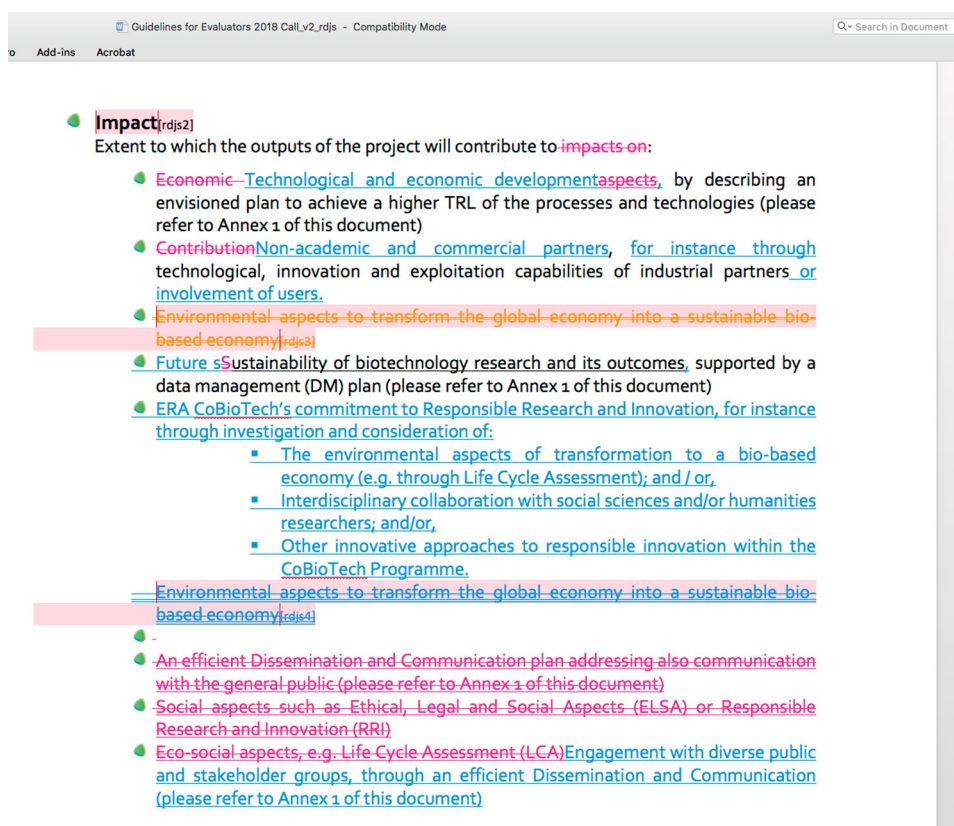 Guidelines for Evaluators 2018 Call_v2_rdjs - Compatibility Mode
Search in Document
Add-ins Acrobat
Impact[rdjs2]
Extent to which the outputs of the project will contribute to impacts on:
Economic Technological and economic developmentaspects, by describing an
envisioned plan to achieve a higher TRL of the processes and technologies (please
refer to Annex 1 of this document)
ContributionNon-academic and commercial partners, for instance through
technological, innovation and exploitation capabilities of industrial partners or
involvement of users.
Environmental aspects to transform the global economy into a sustainable bio-
based economy[rdjs3]
Future sSustainability of biotechnology research and its outcomes, supported by a
data management (DM) plan (please refer to Annex 1 of this document)
ERA CoBioTech's commitment to Responsible Research and Innovation, for instance
through investigation and consideration of:
The environmental aspects of transformation to a bio-based
economy (e.g. through Life Cycle Assessment); and / or,
Interdisciplinary collaboration with social sciences and/or humanities
researchers; and/or,
Other innovative approaches to responsible innovation within the
CoBioTech Programme.
Environmental aspects to transform the global economy into a sustainable bio-
based economy[rdjs4]
An efficient Dissemination and Communication plan addressing also communication
with the general public (please refer to Annex 1 of this document)
Social aspects such as Ethical, Legal and Social Aspects (ELSA) or Responsible
Research and Innovation (RRI)
Eco-social aspects, e.g. Life Cycle Assessment (LCA)Engagement with diverse public
and stakeholder groups, through an efficient Dissemination and Communication
(please refer to Annex 1 of this document)